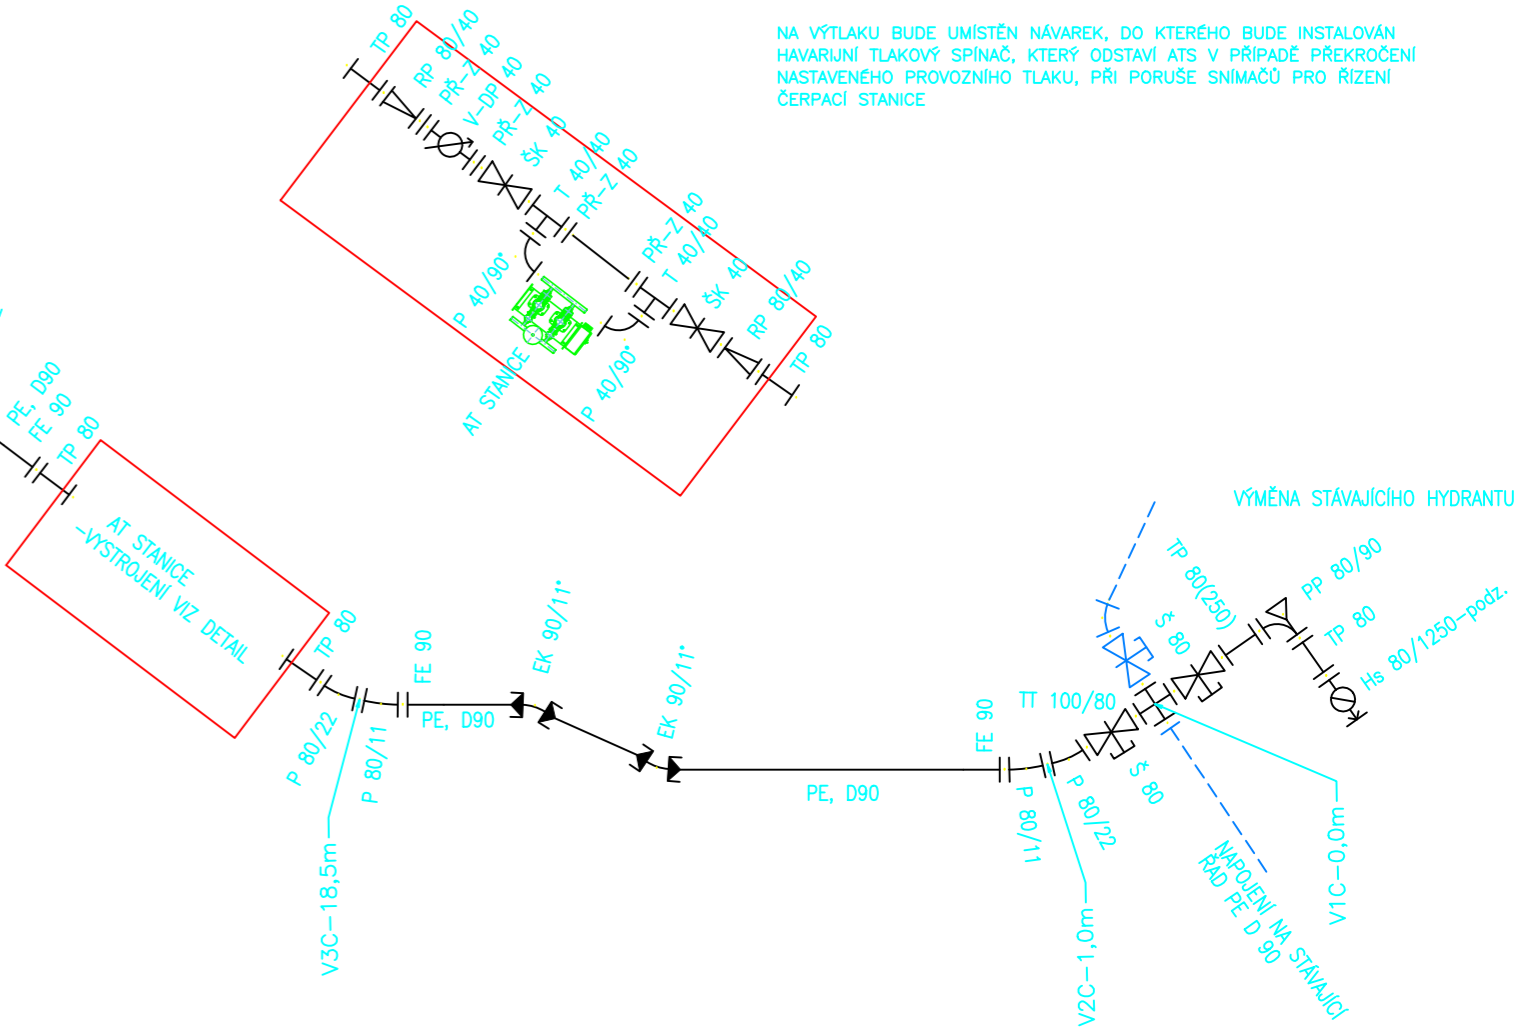 NA VÝTLAKU BUDE UMÍSTĚN NÁVAREK, DO KTERÉHO BUDE INSTALOVÁN
HAVARIJNÍ TLAKOVÝ SPÍNAČ, KTERÝ ODSTAVÍ ATS V PŘÍPADĚ PŘEKROČENÍ
NASTAVENÉHO PROVOZNÍHO TLAKU, PŘI PORUŠE SNÍMAČŮ PRO ŘÍZENÍ
ČERPACÍ STANICE
TP 80
RP 80/40
PŘ-Z 40
V-DP 40
PŘ-Z 40
ŠK 40
T 40/40
PŘ-Z 40
PŘ-Z 40
T 40/40
ŠK 40
RP 80/40
TP 80
P 40/90°
P 40/90°
AT STANICE
PE, D90
FE 90
TP 80
AT STANICE
-VYSTROJENÍ VIZ DETAIL
TP 80
P 80/22
P 80/11
FE 90
PE, D90
EK 90/11°
EK 90/11°
PE, D90
FE 90
P 80/11
P 80/22
Š 80
TT 100/80
Š 80
TP 80(250)
VÝMĚNA STÁVAJÍCÍHO HYDRANTU
PP 80/90
TP 80
Hs 80/1250-podz.
V3C-18,5m
V2C-1,0m
V1C-0,0m
NAPOJENÍ NA STÁVAJÍCÍ
ŘAD PE D 90